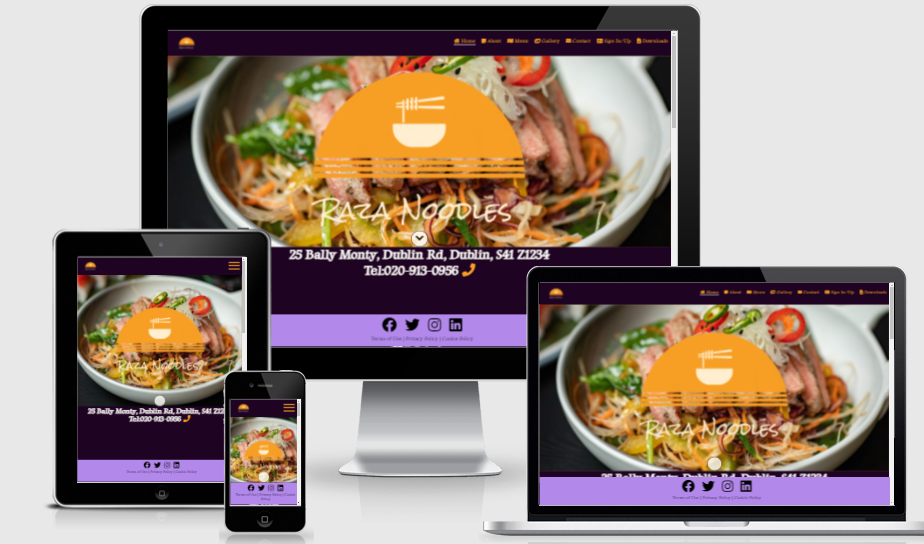 Home About Menu Gallery Contact Sign In/Up Downloads
RAZA NOODLES
25 Bally Monty, Dublin Rd, Dublin, S41 Z1234
Tel:020-913-0956
Terms of Use | Privacy Policy | Cookie Policy
RAZA NOODLES
25 Bally Monty, Dublin Rd, Dublin, S41 Z12
Tel:020-913-0956
Terms of Use | Privacy Policy | Cookie Policy
Terms of Use | Privacy Policy | Cookie
Policy
Home About Menu Gallery Contact Sign In/Up Downloads
RAZA NOODLES
25 Bally Monty, Dublin Rd, Dublin, S41 Z1234
Terms of Use | Privacy Policy | Cookie Policy